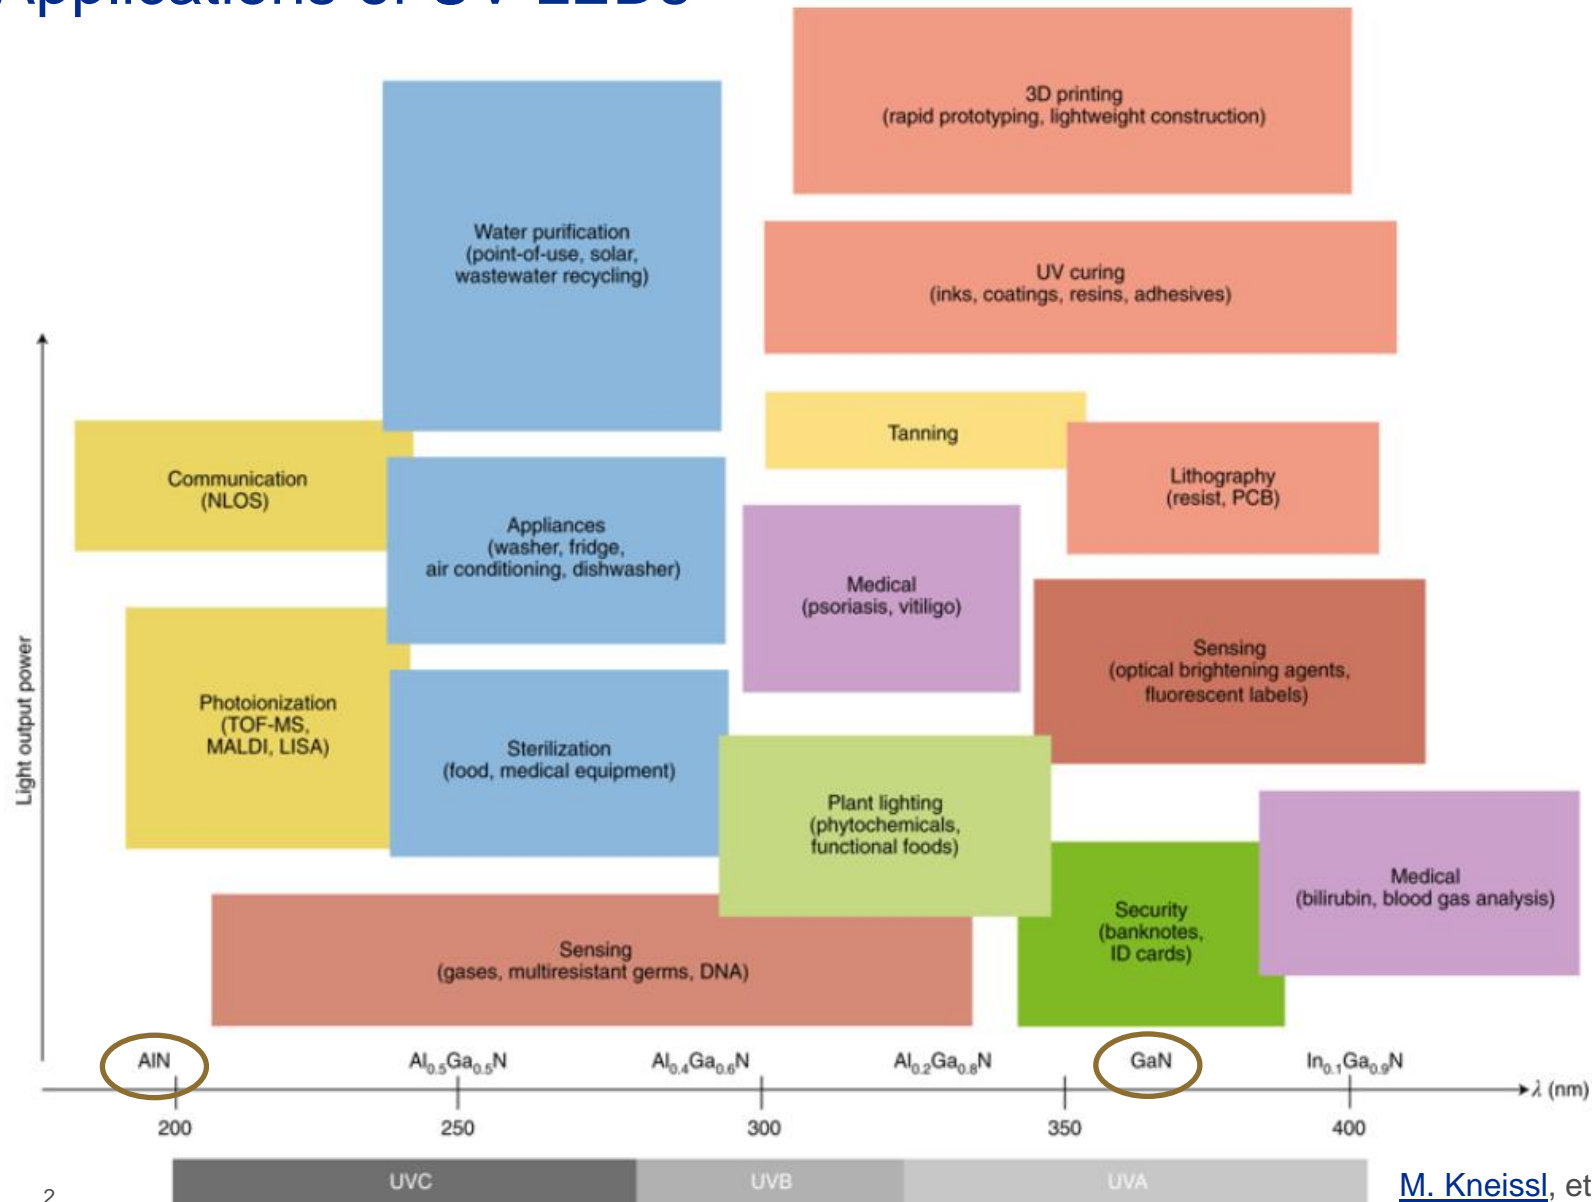 Applications of UV LEDs
3D printing
(rapid prototyping, lightweight construction)
Water purification
(point-of-use, solar,
wastewater recycling)
UV curing
(inks, coatings, resins, adhesives)
Tanning
Communication
(NLOS)
Lithography
(resist, PCB)
Appliances
(washer, fridge,
air conditioning, dishwasher)
Medical
(psoriasis, vitiligo)
Sensing
(optical brightening agents,
fluorescent labels)
Photoionization
(TOF-MS,
MALDI, LISA)
Sterilization
(food, medical equipment)
Plant lighting
(phytochemicals,
functional foods)
Medical
(bilirubin, blood gas analysis)
Security
(banknotes,
ID cards)
Sensing
(gases, multiresistant germs, DNA)
Light output power
AlN Al₀.₅Ga₀.₅N Al₀.₄Ga₀.₆N Al₀.₂Ga₀.₈N GaN In₀.₁Ga₀.₉N
λ (nm)
200 250 300 350 400
UVC UVB UVA
2
M. Kneissl, et